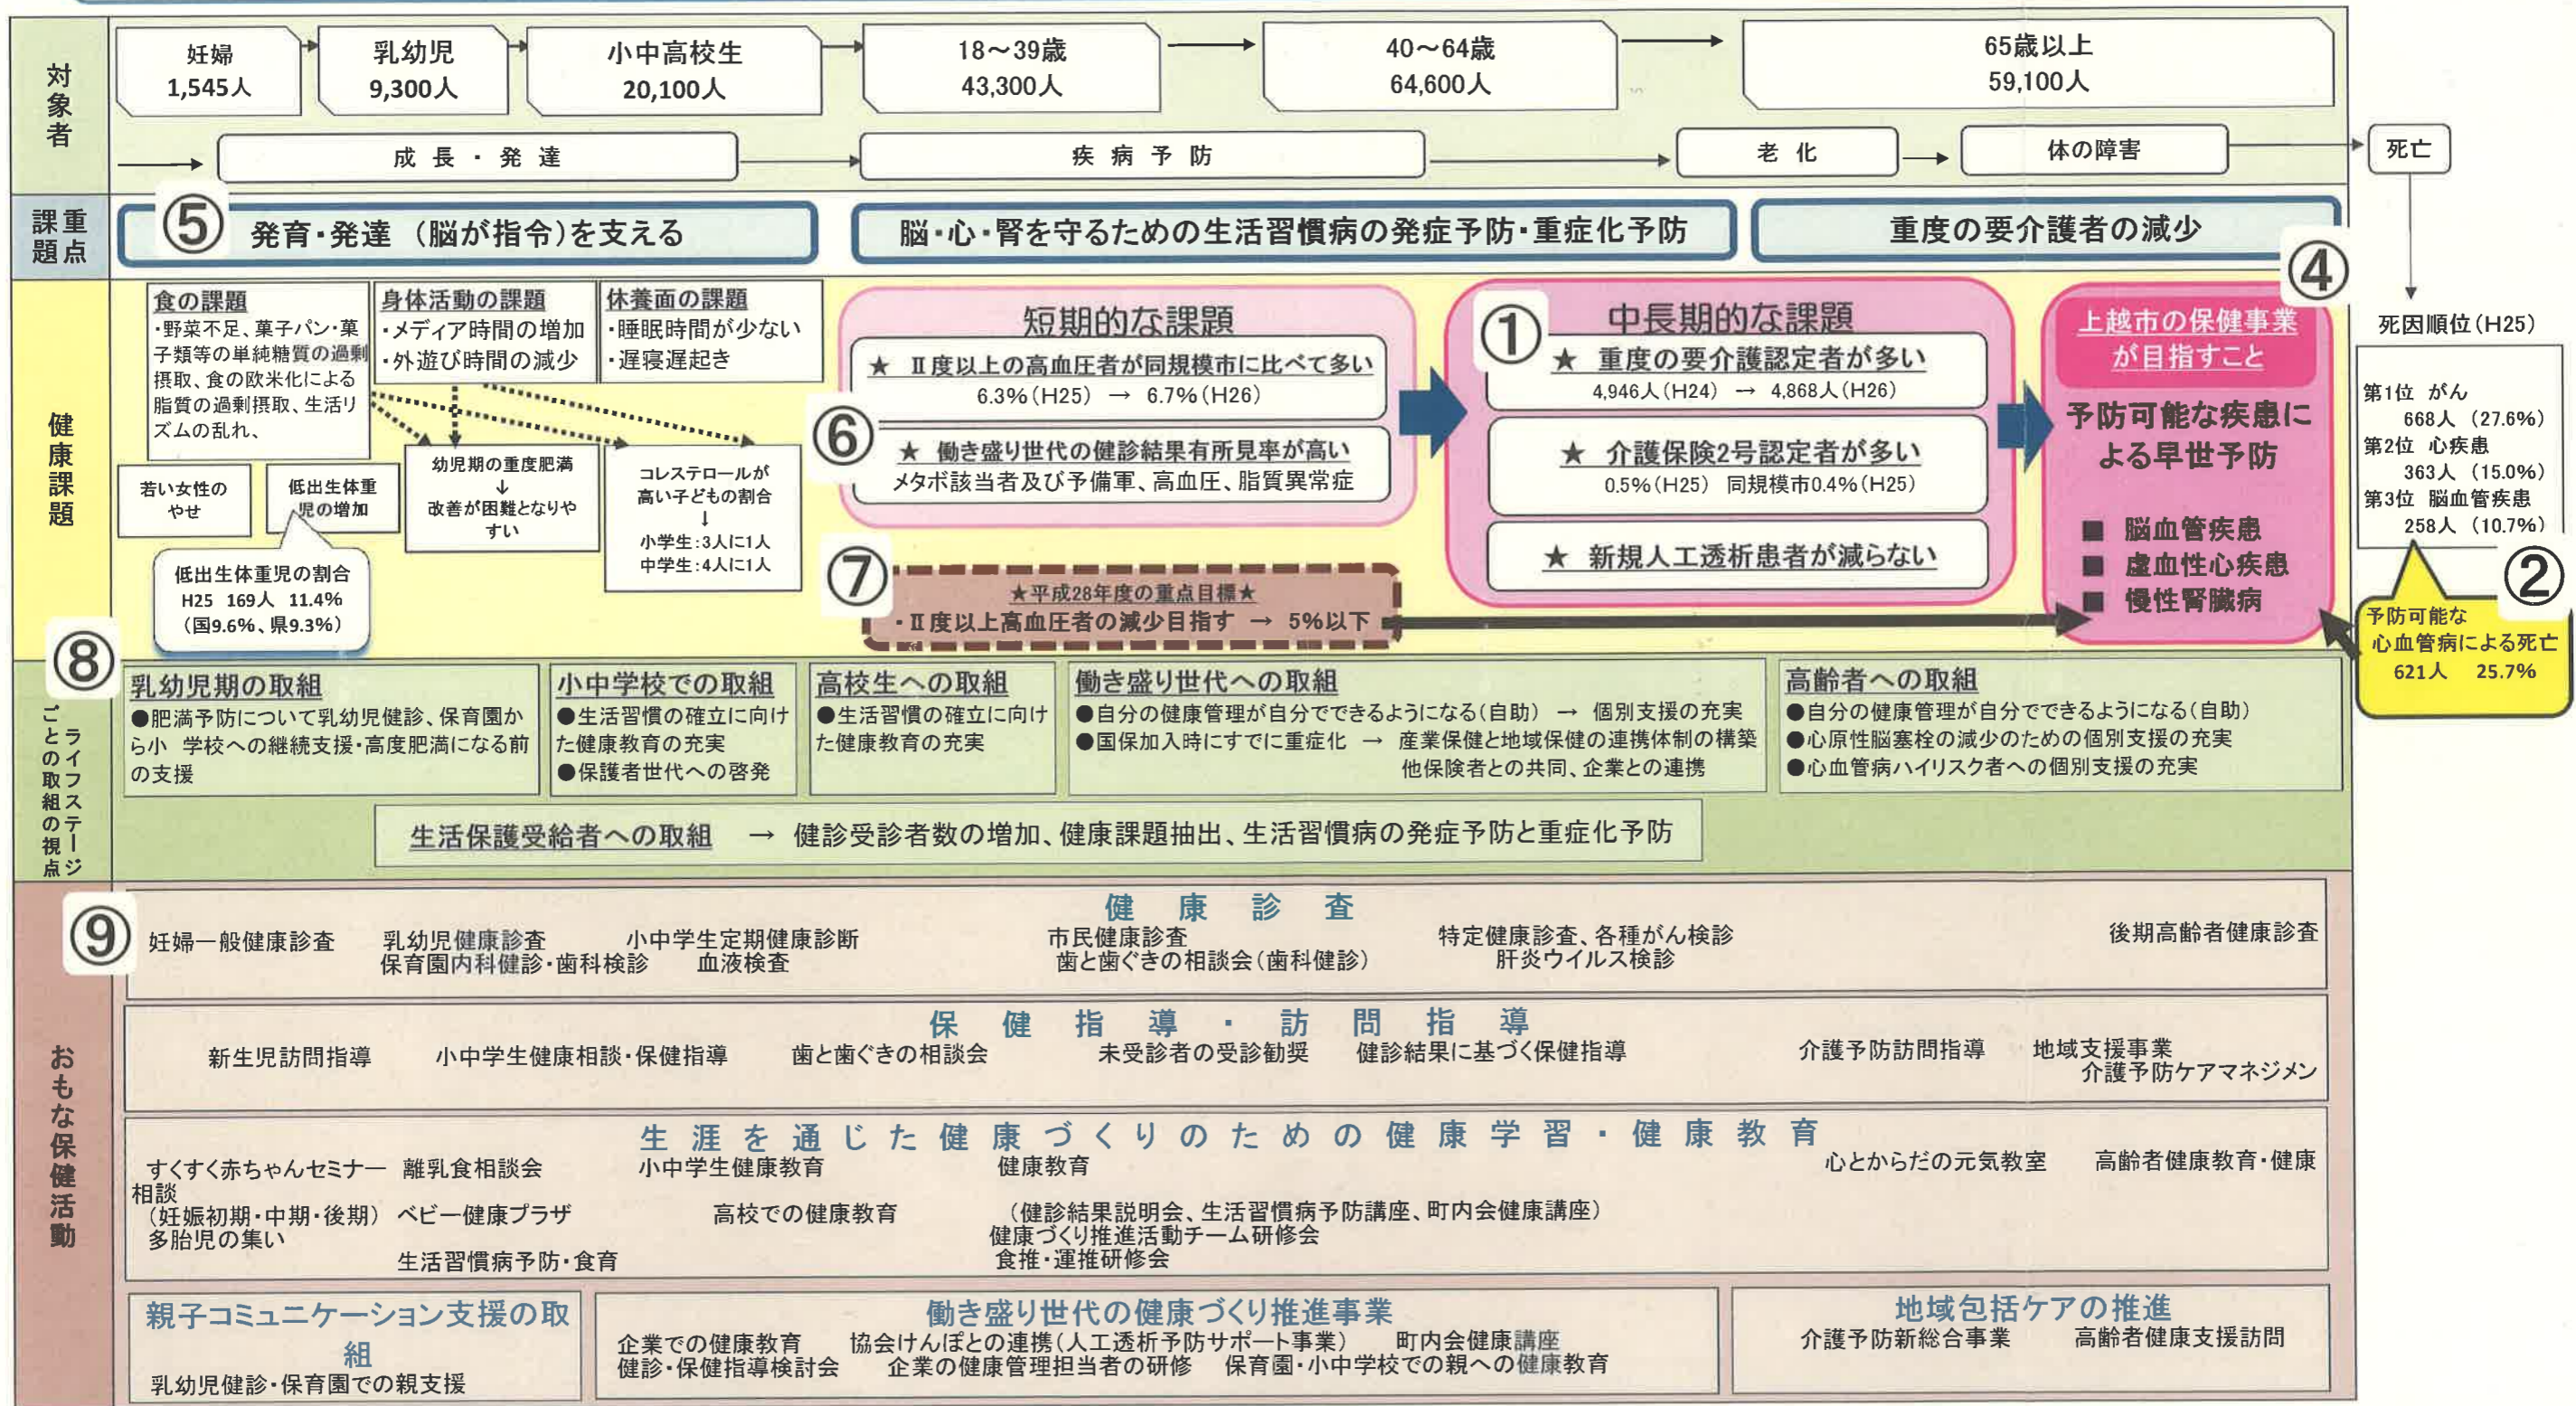 対象者
妊婦
1,545人
乳幼児
9,300人
小中高校生
20,100人
18～39歳
43,300人
40～64歳
64,600人
65歳以上
59,100人
成長・発達
疾病予防
老化
体の障害
死亡
重点
課題
⑤
発育・発達（脳が指令）を支える
脳・心・腎を守るための生活習慣病の発症予防・重症化予防
重度の要介護者の減少
④
健康課題
食の課題
・野菜不足、菓子パン・菓
子類等の単純糖質の過剰
摂取、食の欧米化による
脂質の過剰摂取、生活リ
ズムの乱れ、
身体活動の課題
・メディア時間の増加
・外遊び時間の減少
休養面の課題
・睡眠時間が少ない
・遅寝遅起き
若い女性の
やせ
低出生体重
児の増加
低出生体重児の割合
H25 169人 11.4%
（国9.6%、県9.3%）
幼児期の重度肥満
↓
改善が困難となりや
すい
コレステロールが
高い子どもの割合
↓
小学生：3人に1人
中学生：4人に1人
短期的な課題
★ Ⅱ度以上の高血圧者が同規模市に比べて多い
6.3%（H25） → 6.7%（H26）
⑥
★ 働き盛り世代の健診結果有所見率が高い
メタボ該当者及び予備軍、高血圧、脂質異常症
⑦
★平成28年度の重点目標★
・Ⅱ度以上高血圧者の減少目指す → 5%以下
①
中長期的な課題
★ 重度の要介護認定者が多い
4,946人（H24） → 4,868人（H26）
★ 介護保険2号認定者が多い
0.5%（H25） 同規模市0.4%（H25）
★ 新規人工透析患者が減らない
上越市の保健事業
が目指すこと
予防可能な疾患に
よる早世予防
■ 脳血管疾患
■ 虚血性心疾患
■ 慢性腎臓病
死因順位（H25）
第1位 がん
668人 （27.6%）
第2位 心疾患
363人 （15.0%）
第3位 脳血管疾患
258人 （10.7%）
②
予防可能な
心血管病による死亡
621人 25.7%
⑧
ライフステージ
ごとの取組の視点
乳幼児期の取組
●肥満予防について乳幼児健診、保育園か
ら小 学校への継続支援・高度肥満になる前
の支援
小中学校での取組
●生活習慣の確立に向け
た健康教育の充実
●保護者世代への啓発
高校生への取組
●生活習慣の確立に向け
た健康教育の充実
働き盛り世代への取組
●自分の健康管理が自分でできるようになる（自助） → 個別支援の充実
●国保加入時にすでに重症化 → 産業保健と地域保健の連携体制の構築
他保険者との共同、企業との連携
高齢者への取組
●自分の健康管理が自分でできるようになる（自助）
●心原性脳塞栓の減少のための個別支援の充実
●心血管病ハイリスク者への個別支援の充実
生活保護受給者への取組 → 健診受診者数の増加、健康課題抽出、生活習慣病の発症予防と重症化予防
⑨
おもな保健活動
健康診査
妊婦一般健康診査 乳幼児健康診査 小中学生定期健康診断 市民健康診査 特定健康診査、各種がん検診 後期高齢者健康診査
保育園内科健診・歯科検診 血液検査 歯と歯ぐきの相談会（歯科健診） 肝炎ウイルス検診
保健指導・訪問指導
新生児訪問指導 小中学生健康相談・保健指導 歯と歯ぐきの相談会 未受診者の受診勧奨 健診結果に基づく保健指導 介護予防訪問指導 地域支援事業
介護予防ケアマネジメン
生涯を通じた健康づくりのための健康学習・健康教育
すくすく赤ちゃんセミナー 離乳食相談会 小中学生健康教育 健康教育 心とからだの元気教室 高齢者健康教育・健康
相談
（妊娠初期・中期・後期） ベビー健康プラザ 高校での健康教育 （健診結果説明会、生活習慣病予防講座、町内会健康講座）
多胎児の集い 健康づくり推進活動チーム研修会
生活習慣病予防・食育 食推・運推研修会
親子コミュニケーション支援の取
組
乳幼児健診・保育園での親支援
働き盛り世代の健康づくり推進事業
企業での健康教育 協会けんぽとの連携（人工透析予防サポート事業） 町内会健康講座
健診・保健指導検討会 企業の健康管理担当者の研修 保育園・小中学校での親への健康教育
地域包括ケアの推進
介護予防新総合事業 高齢者健康支援訪問